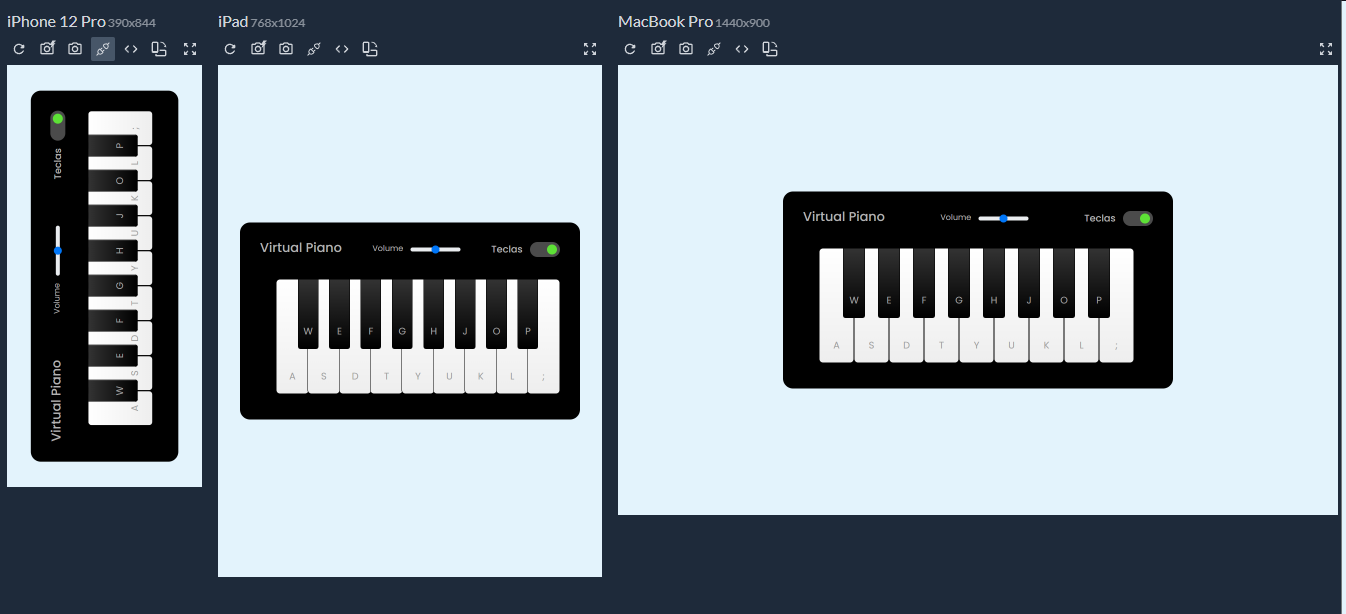 iPhone 12 Pro 390x844
Virtual Piano
Volume
Teclas
W E F G H J O P
A S D T Y U K L ;
iPad 768x1024
Virtual Piano
Volume
Teclas
W E F G H J O P
A S D T Y U K L ;
MacBook Pro 1440x900
Virtual Piano
Volume
Teclas
W E F G H J O P
A S D T Y U K L ;